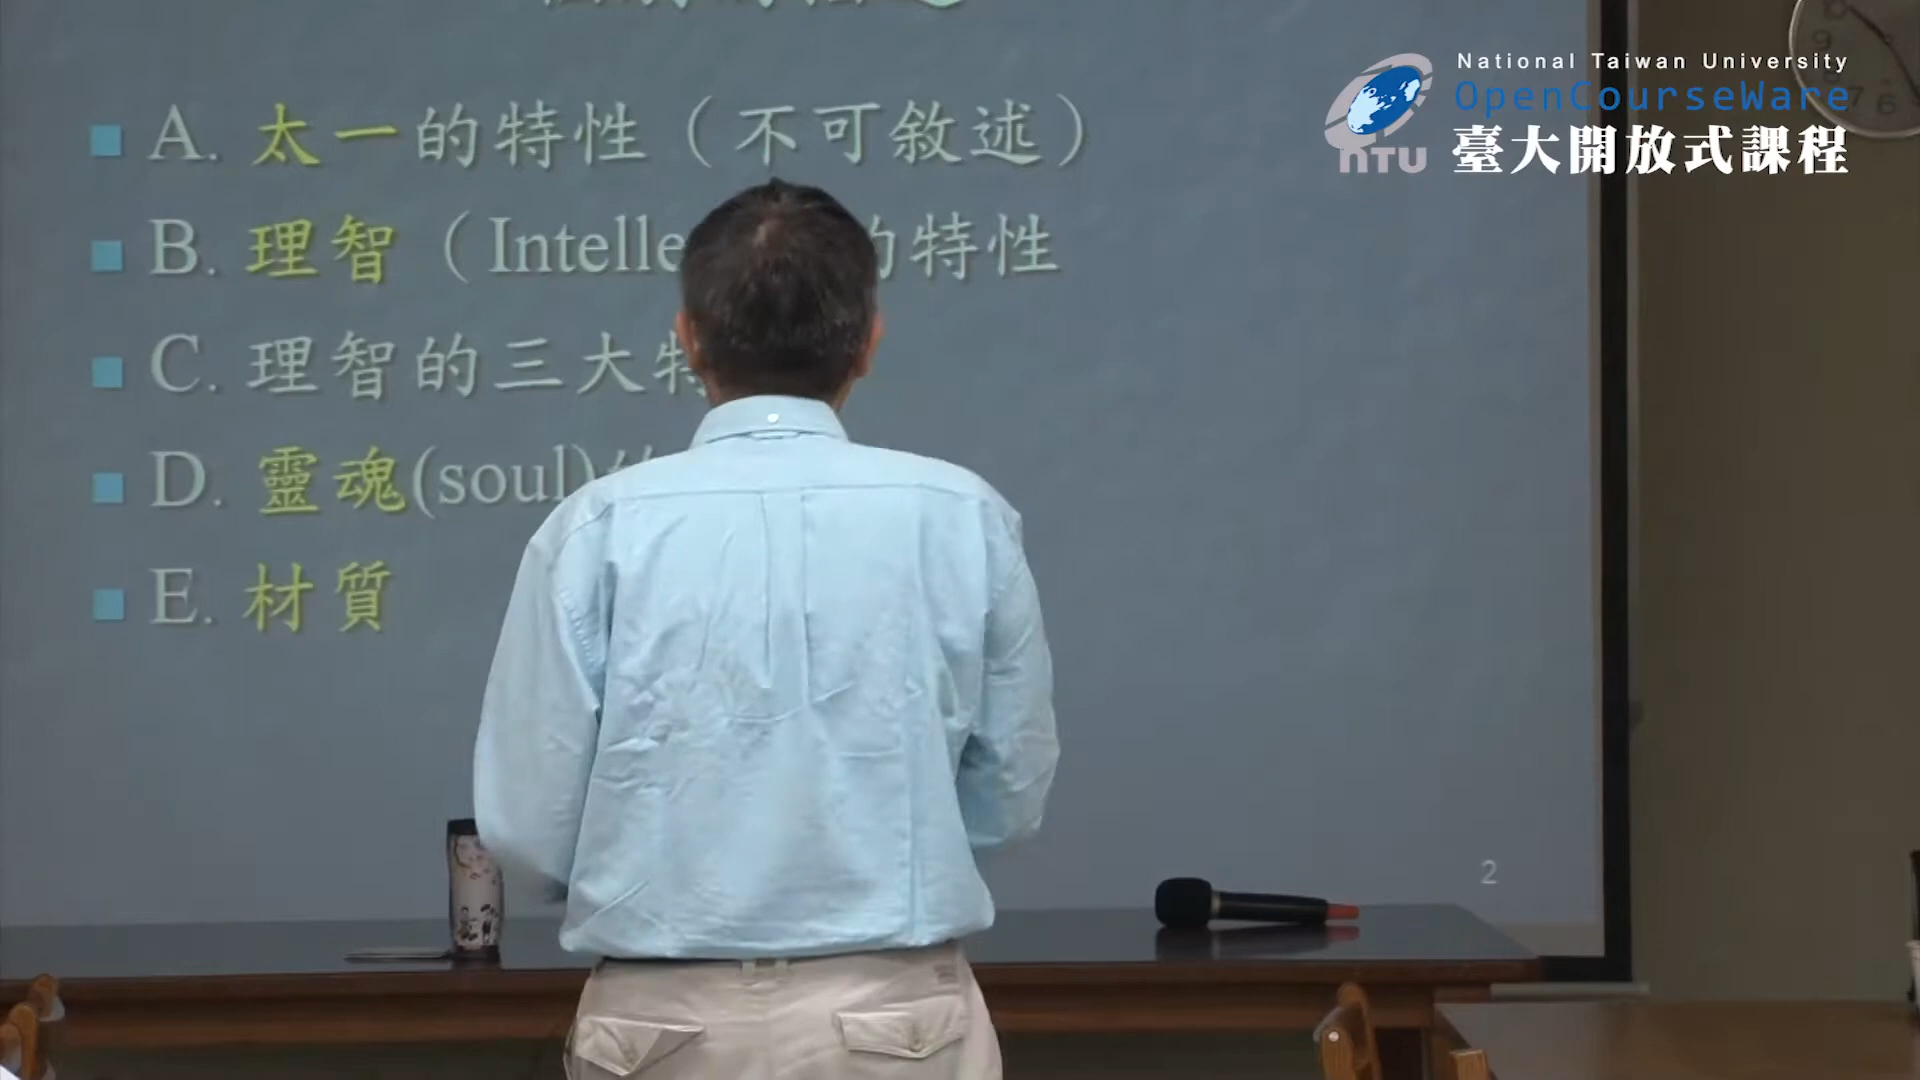 A. 太一的特性（不可敘述）
B. 理智（Intelle 的特性
C. 理智的三大特
D. 靈魂(soul)
E. 材質
2
National Taiwan University
OpenCourseWare
臺大開放式課程
NTU